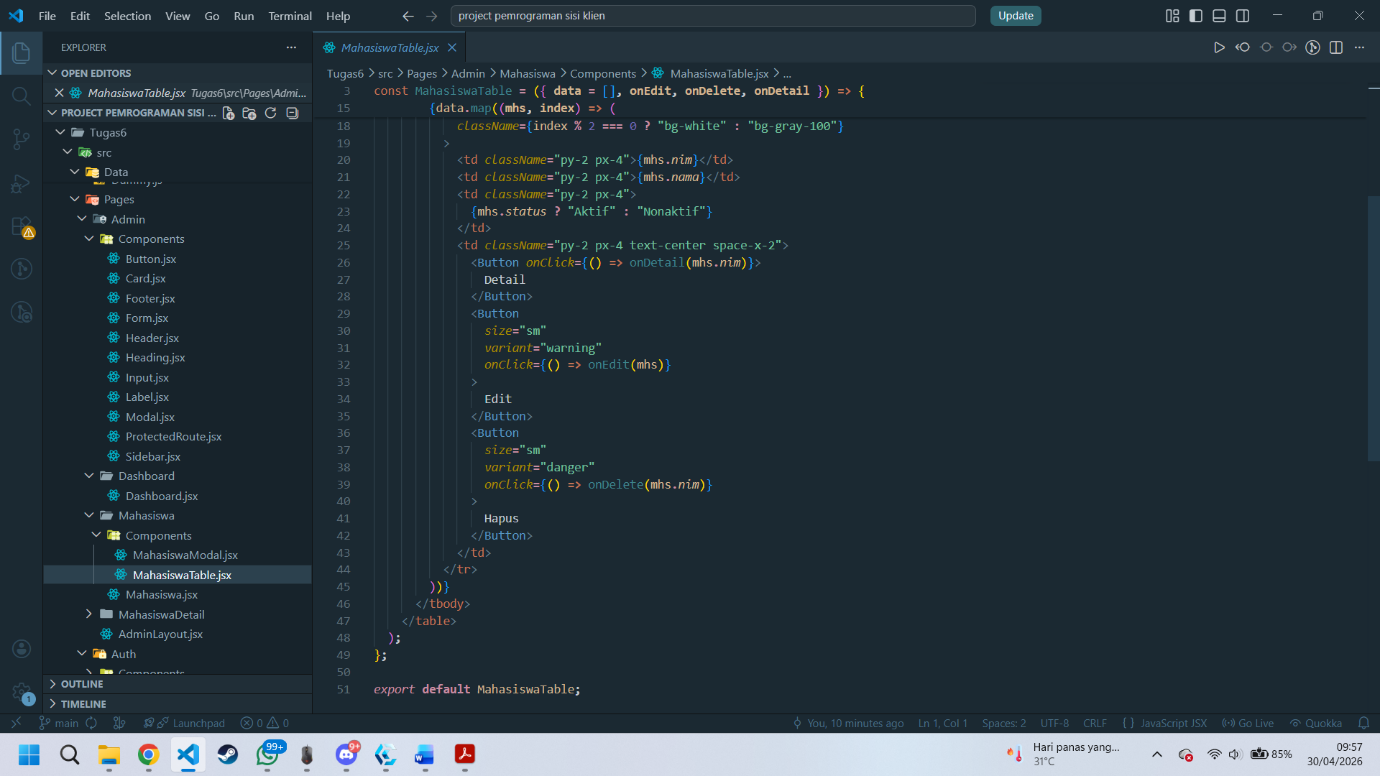 File Edit Selection View Go Run Terminal Help
project pemrograman sisi klien
Update
EXPLORER
OPEN EDITORS
MahasiswaTable.jsx Tugas6\src\Pages\Admi...
PROJECT PEMROGRAMAN SISI ...
Tugas6
src
Data
Dummy.js
Pages
Admin
Components
Button.jsx
Card.jsx
Footer.jsx
Form.jsx
Header.jsx
Heading.jsx
Input.jsx
Label.jsx
Modal.jsx
ProtectedRoute.jsx
Sidebar.jsx
Dashboard
Dashboard.jsx
Mahasiswa
Components
MahasiswaModal.jsx
MahasiswaTable.jsx
Mahasiswa.jsx
MahasiswaDetail
AdminLayout.jsx
Auth
Components
OUTLINE
TIMELINE
MahasiswaTable.jsx
Tugas6 > src > Pages > Admin > Mahasiswa > Components > MahasiswaTable.jsx > ...
3 const MahasiswaTable = ({ data = [], onEdit, onDelete, onDetail }) => {
15 {data.map((mhs, index) => (
18 className={index % 2 === 0 ? "bg-white" : "bg-gray-100"}
19 >
20 <td className="py-2 px-4">{mhs.nim}</td>
21 <td className="py-2 px-4">{mhs.nama}</td>
22 <td className="py-2 px-4">
23 {mhs.status ? "Aktif" : "Nonaktif"}
24 </td>
25 <td className="py-2 px-4 text-center space-x-2">
26 <Button onClick={() => onDetail(mhs.nim)}>
27 Detail
28 </Button>
29 <Button
30 size="sm"
31 variant="warning"
32 onClick={() => onEdit(mhs)}
33 >
34 Edit
35 </Button>
36 <Button
37 size="sm"
38 variant="danger"
39 onClick={() => onDelete(mhs.nim)}
40 >
41 Hapus
42 </Button>
43 </td>
44 </tr>
45 ))}
46 </tbody>
47 </table>
48 );
49 };
50
51 export default MahasiswaTable;
1
main Launchpad 0 0 You, 10 minutes ago Ln 1, Col 1 Spaces: 2 UTF-8 CRLF { } JavaScript JSX Go Live Quokka
99+
9+
Hari panas yang...
31°C
85%
09:57
30/04/2026